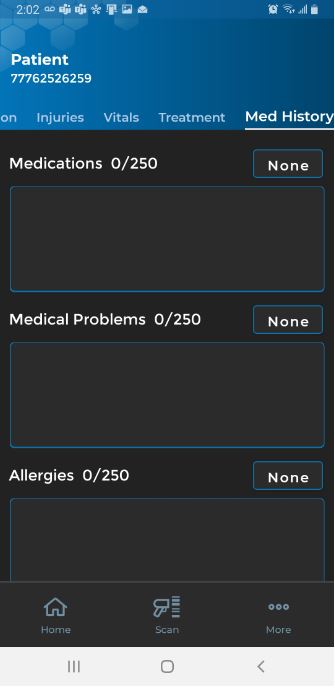 2:02
Patient
77762526259
on Injuries Vitals Treatment Med History
Medications 0/250 None
Medical Problems 0/250 None
Allergies 0/250 None
Home Scan More